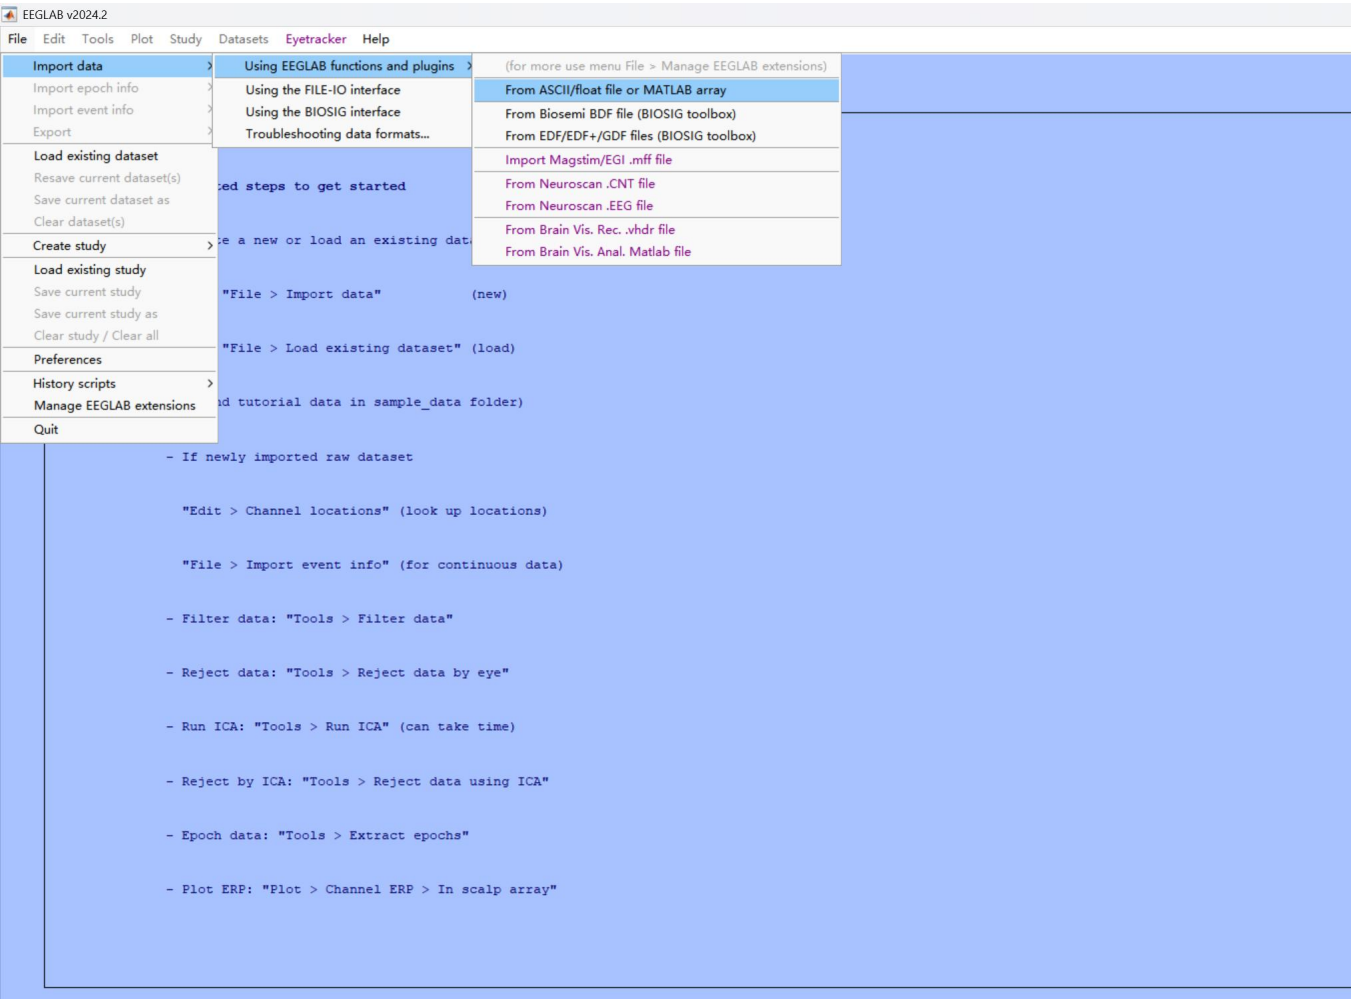 EEGLAB v2024.2
File Edit Tools Plot Study Datasets Eyetracker Help
Import data
Import epoch info
Import event info
Export
Load existing dataset
Resave current dataset(s)
Save current dataset as
Clear dataset(s)
Create study
Load existing study
Save current study
Save current study as
Clear study / Clear all
Preferences
History scripts
Manage EEGLAB extensions
Quit
Using EEGLAB functions and plugins
Using the FILE-IO interface
Using the BIOSIG interface
Troubleshooting data formats...
(for more use menu File > Manage EEGLAB extensions)
From ASCII/float file or MATLAB array
From Biosemi BDF file (BIOSIG toolbox)
From EDF/EDF+/GDF files (BIOSIG toolbox)
Import Magstim/EGI .mff file
From Neuroscan .CNT file
From Neuroscan .EEG file
From Brain Vis. Rec. .vhdr file
From Brain Vis. Anal. Matlab file
steps to get started
a new or load an existing
"File > Import data" (new)
"File > Load existing dataset" (load)
tutorial data in sample_data folder)
- If newly imported raw dataset
"Edit > Channel locations" (look up locations)
"File > Import event info" (for continuous data)
- Filter data: "Tools > Filter data"
- Reject data: "Tools > Reject data by eye"
- Run ICA: "Tools > Run ICA" (can take time)
- Reject by ICA: "Tools > Reject data using ICA"
- Epoch data: "Tools > Extract epochs"
- Plot ERP: "Plot > Channel ERP > In scalp array"